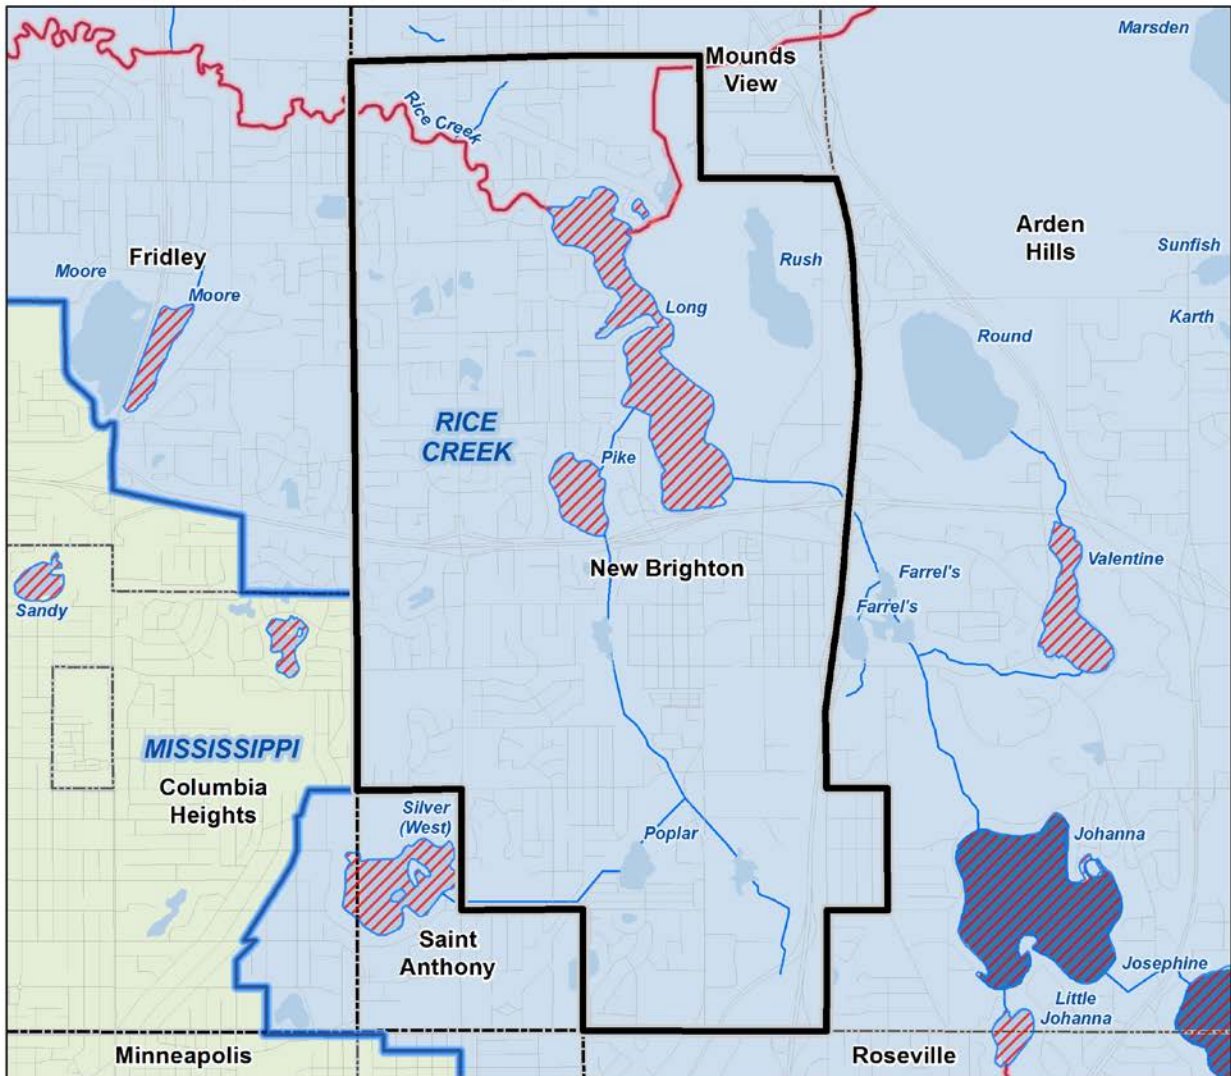 Marsden
Mounds
View
Rice Creek
Arden
Hills
Sunfish
Fridley
Rush
Moore
Moore
Long
Karth
Round
RICE
CREEK
Pike
New Brighton
Valentine
Farrel's
Sandy
Farrel's
MISSISSIPPI
Columbia
Heights
Silver
(West)
Poplar
Johanna
Saint
Anthony
Josephine
Little
Johanna
Minneapolis
Roseville